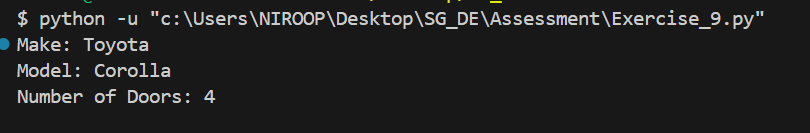 $ python -u "c:\Users\NIROOP\Desktop\SG_DE\Assessment\Exercise_9.py"
Make: Toyota
Model: Corolla
Number of Doors: 4